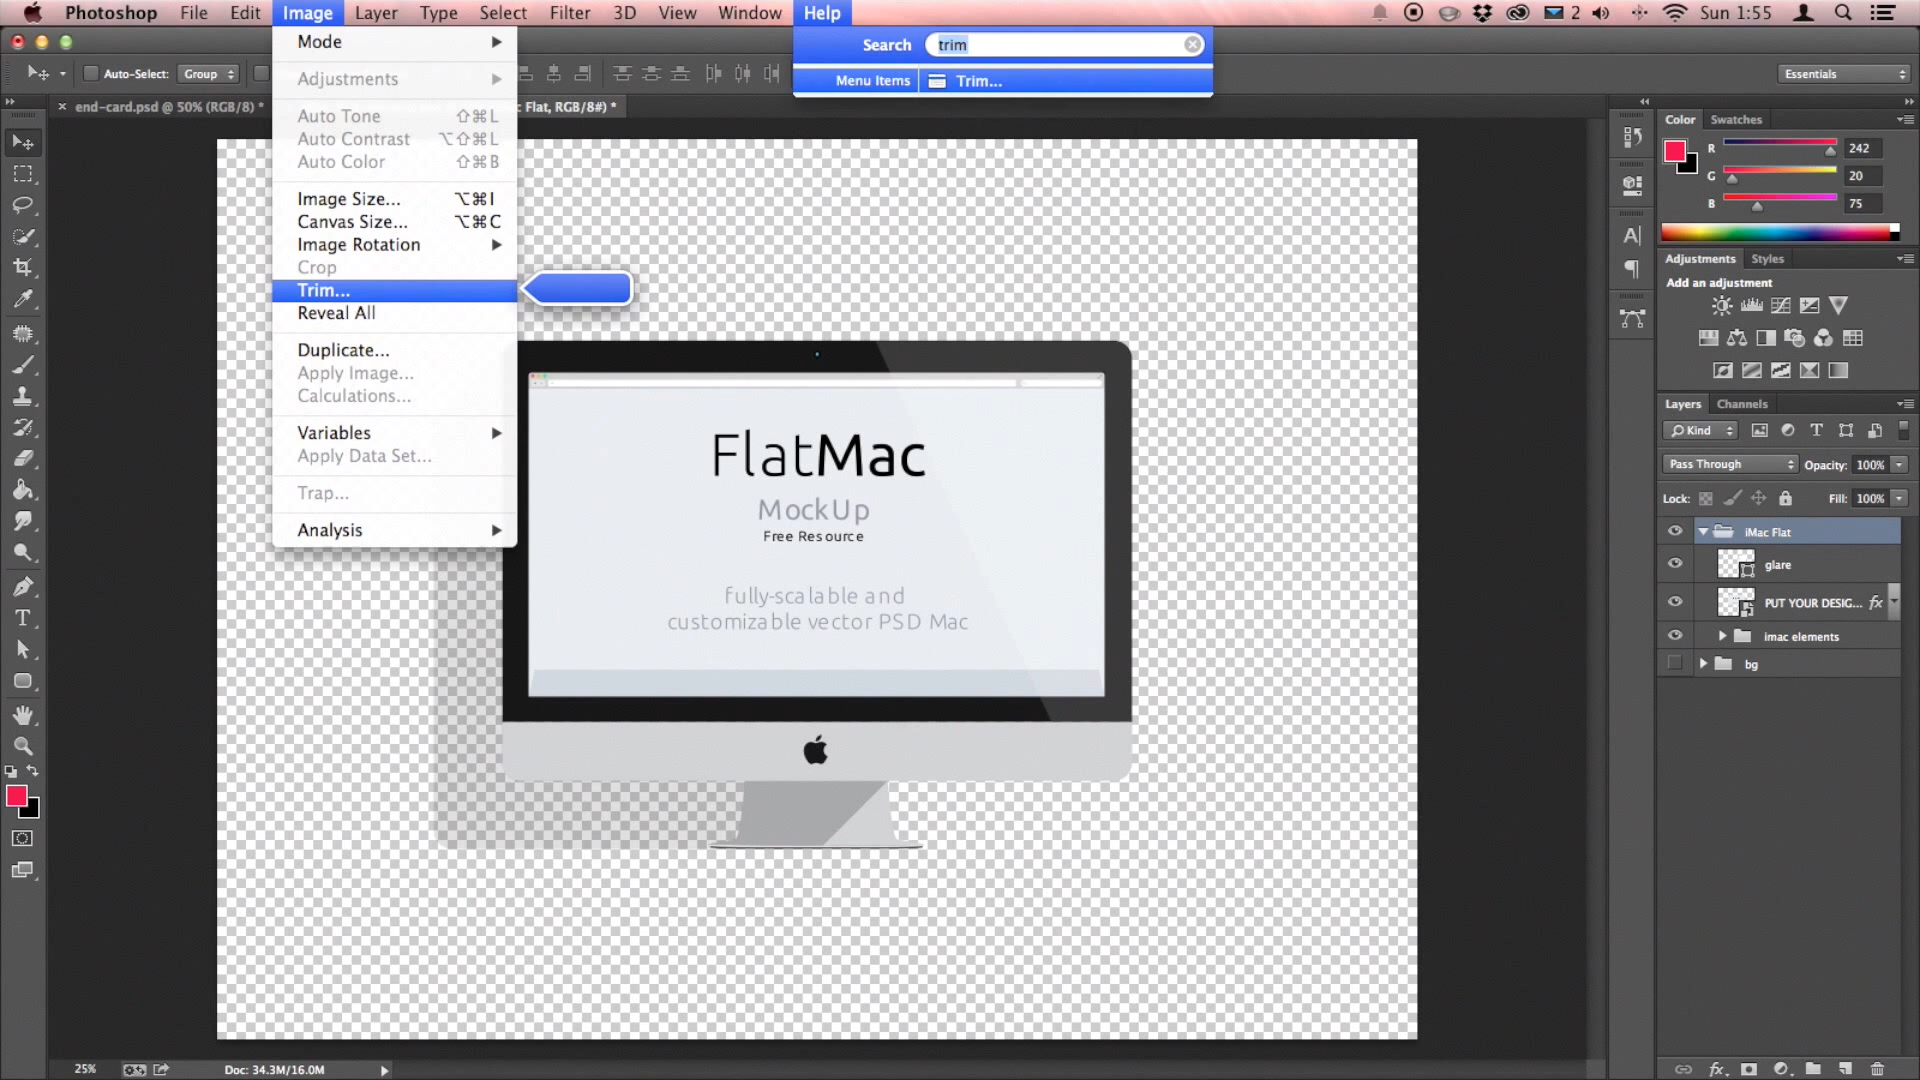 Photoshop File Edit Image Layer Type Select Filter 3D View Window Help 2 Sun 1:55
Search trim
Menu Items Trim...
Auto-Select: Group Essentials
end-card.psd @ 50% (RGB/8) * Flat, RGB/8#) *
Mode
Adjustments
Auto Tone ⇧⌘L
Auto Contrast ⌥⇧⌘L
Auto Color ⇧⌘B
Image Size... ⌥⌘I
Canvas Size... ⌥⌘C
Image Rotation
Crop
Trim...
Reveal All
Duplicate...
Apply Image...
Calculations...
Variables
Apply Data Set...
Trap...
Analysis
FlatMac
MockUp
Free Resource
fully-scalable and
customizable vector PSD Mac
Color Swatches
R 242
G 20
B 75
Adjustments Styles
Add an adjustment
Layers Channels
Kind
Pass Through Opacity: 100%
Lock: Fill: 100%
iMac Flat
glare
PUT YOUR DESIG... fx
imac elements
bg
25% Doc: 34.3M/16.0M